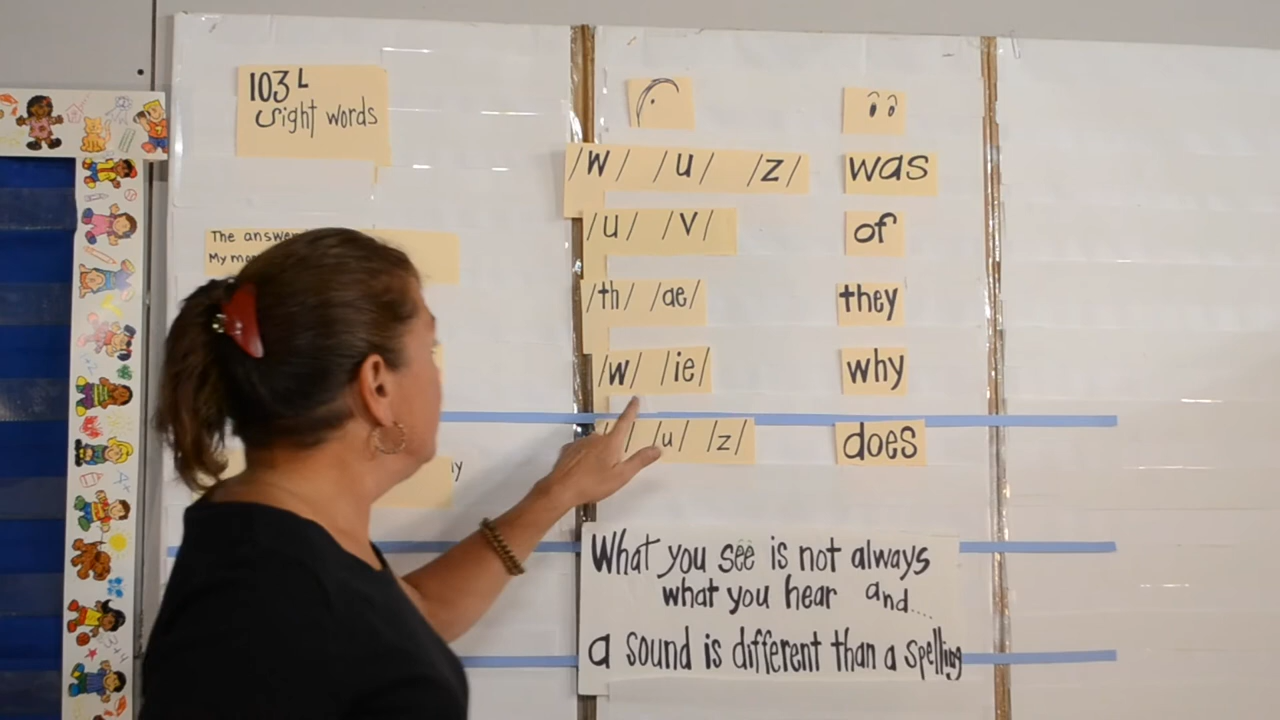 103 L
sight words
/w/ /u/ /z/
was
The answer
My mo
/u/ /v/
of
/th/ /ae/
they
/w/ /ie/
why
/u/ /z/
does
y
What you see is not always
what you hear and....
a sound is different than a spelling